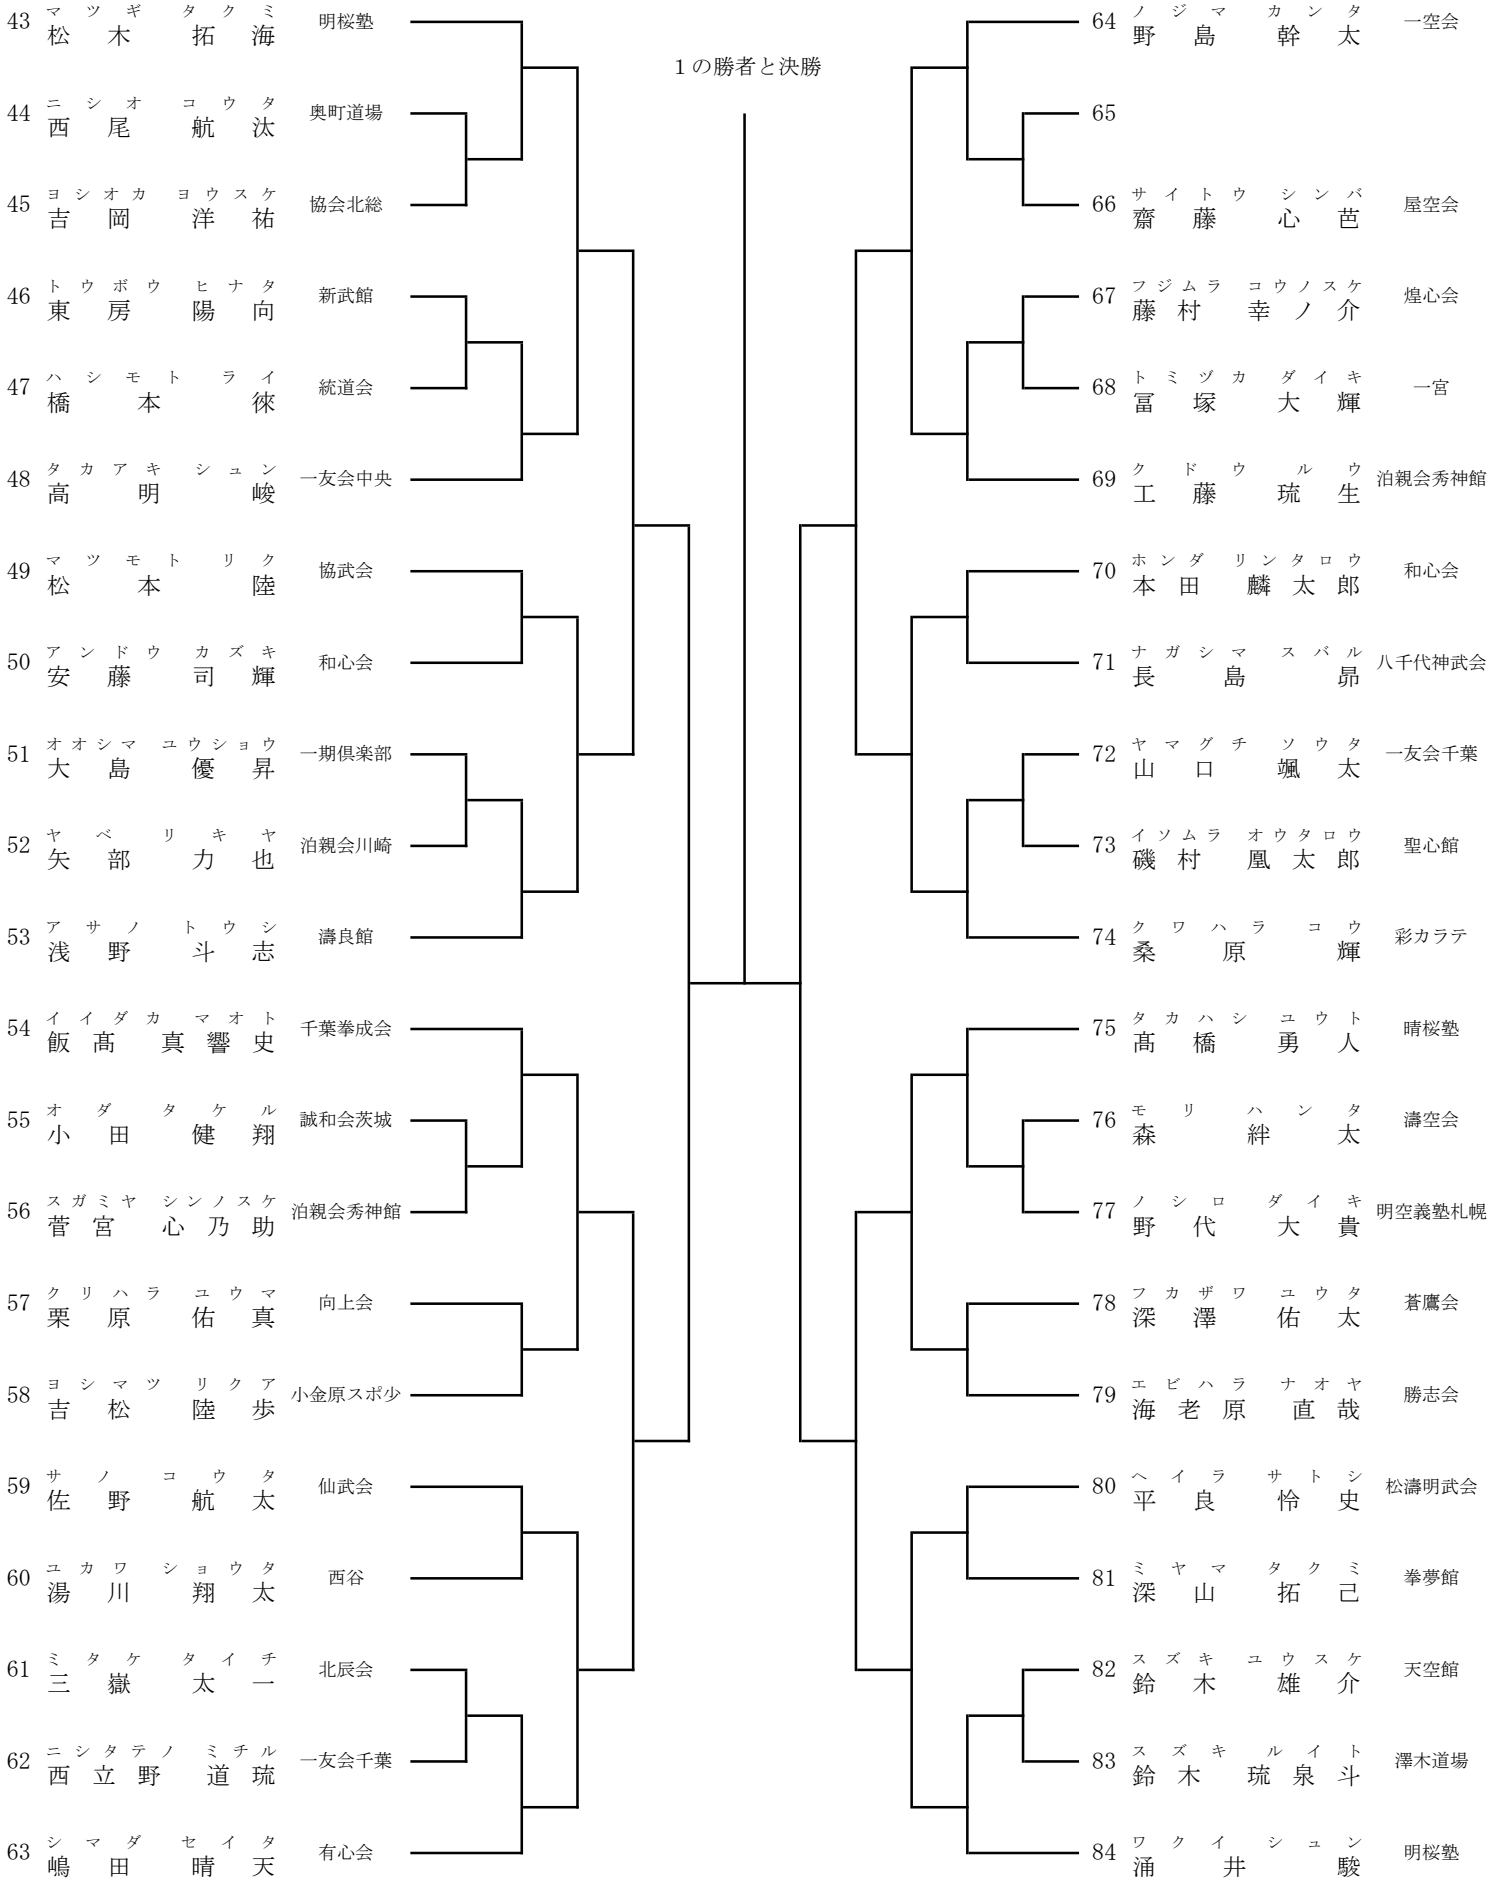 43 マツギ タクミ
松木 拓海 明桜塾
44 ニシオ コウタ
西尾 航汰 奥町道場
45 ヨシオカ ヨウスケ
吉岡 洋祐 協会北総
46 トウボウ ヒナタ
東房 陽向 新武館
47 ハシモト ライ
橋本 徠 統道会
48 タカアキ シュン
高明 峻 一友会中央
49 マツモト リク
松本 陸 協武会
50 アンドウ カズキ
安藤 司輝 和心会
51 オオシマ ユウショウ
大島 優昇 一期倶楽部
52 ヤベ リキヤ
矢部 力也 泊親会川崎
53 アサノ トウシ
浅野 斗志 濤良館
54 イイダカ マオト
飯髙 真響史 千葉拳成会
55 オダ タケル
小田 健翔 誠和会茨城
56 スガミヤ シンノスケ
菅宮 心乃助 泊親会秀神館
57 クリハラ ユウマ
栗原 佑真 向上会
58 ヨシマツ リクア
吉松 陸歩 小金原スポ少
59 サノ コウタ
佐野 航太 仙武会
60 ユカワ ショウタ
湯川 翔太 西谷
61 ミタケ タイチ
三嶽 太一 北辰会
62 ニシタテノ ミチル
西立野 道琉 一友会千葉
63 シマダ セイタ
嶋田 晴天 有心会
1の勝者と決勝
64 ノジマ カンタ
野島 幹太 一空会
65
66 サイトウ シンバ
齋藤 心芭 屋空会
67 フジムラ コウノスケ
藤村 幸ノ介 煌心会
68 トミヅカ ダイキ
冨塚 大輝 一宮
69 クドウ ルウ
工藤 琉生 泊親会秀神館
70 ホンダ リンタロウ
本田 麟太郎 和心会
71 ナガシマ スバル
長島 昴 八千代神武会
72 ヤマグチ ソウタ
山口 颯太 一友会千葉
73 イソムラ オウタロウ
磯村 凰太郎 聖心館
74 クワハラ コウ
桑原 輝 彩カラテ
75 タカハシ ユウト
髙橋 勇人 晴桜塾
76 モリ ハンタ
森 絆太 濤空会
77 ノシロ ダイキ
野代 大貴 明空義塾札幌
78 フカザワ ユウタ
深澤 佑太 蒼鷹会
79 エビハラ ナオヤ
海老原 直哉 勝志会
80 ヘイラ サトシ
平良 怜史 松濤明武会
81 ミヤマ タクミ
深山 拓己 拳夢館
82 スズキ ユウスケ
鈴木 雄介 天空館
83 スズキ ルイト
鈴木 琉泉斗 澤木道場
84 ワクイ シュン
涌井 駿 明桜塾